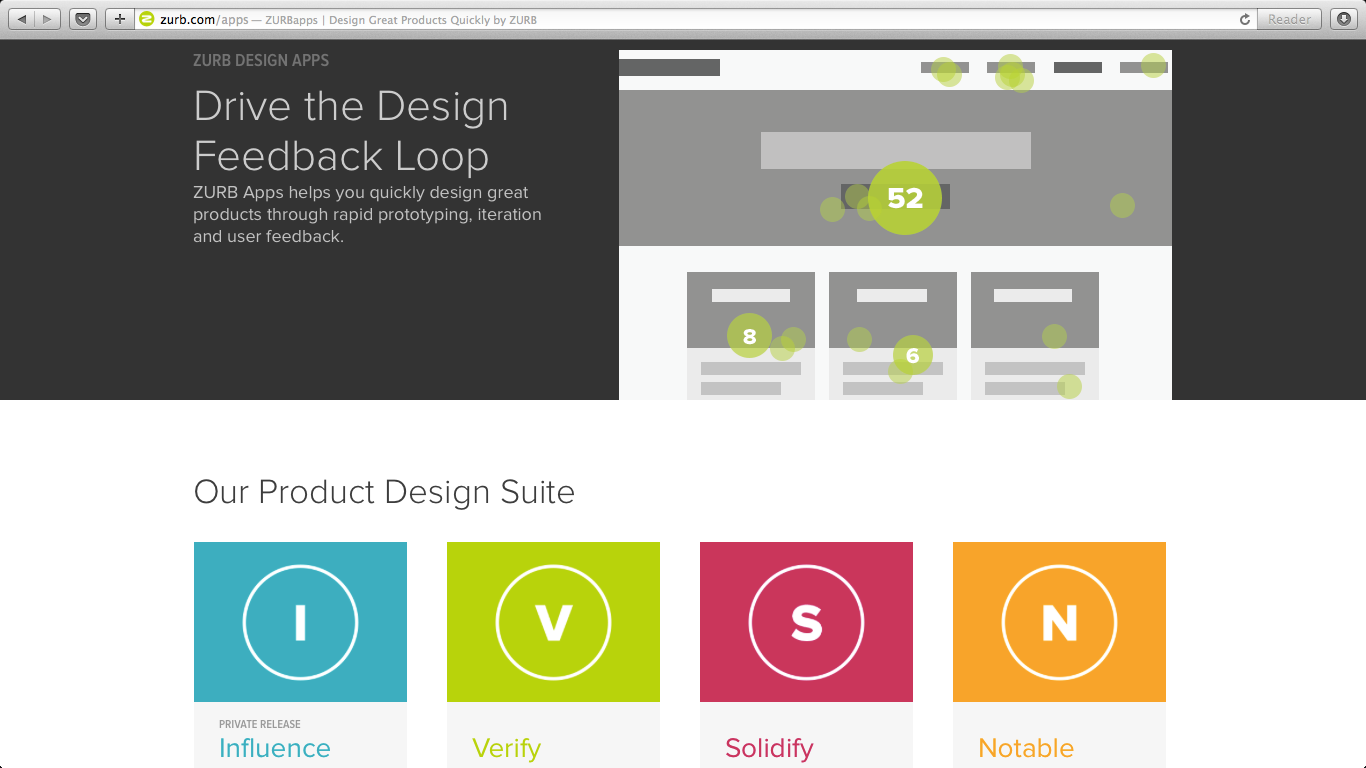 zurb.com/apps — ZURBapps | Design Great Products Quickly by ZURB
Reader
ZURB DESIGN APPS
Drive the Design
Feedback Loop
ZURB Apps helps you quickly design great
products through rapid prototyping, iteration
and user feedback.
52
8
6
Our Product Design Suite
I
V
S
N
PRIVATE RELEASE
Influence
Verify
Solidify
Notable